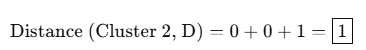 Distance (Cluster 2, D) = 0 + 0 + 1 = 1